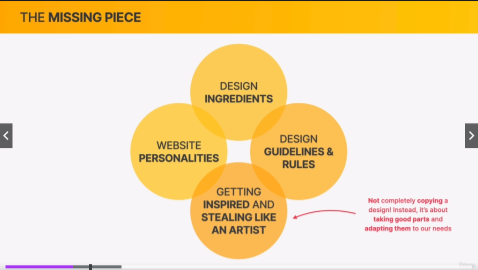 THE MISSING PIECE
DESIGN
INGREDIENTS
WEBSITE
PERSONALITIES
DESIGN
GUIDELINES &
RULES
GETTING
INSPIRED AND
STEALING LIKE
AN ARTIST
Not completely copying a
design! Instead, it's about
taking good parts and
adapting them to our needs